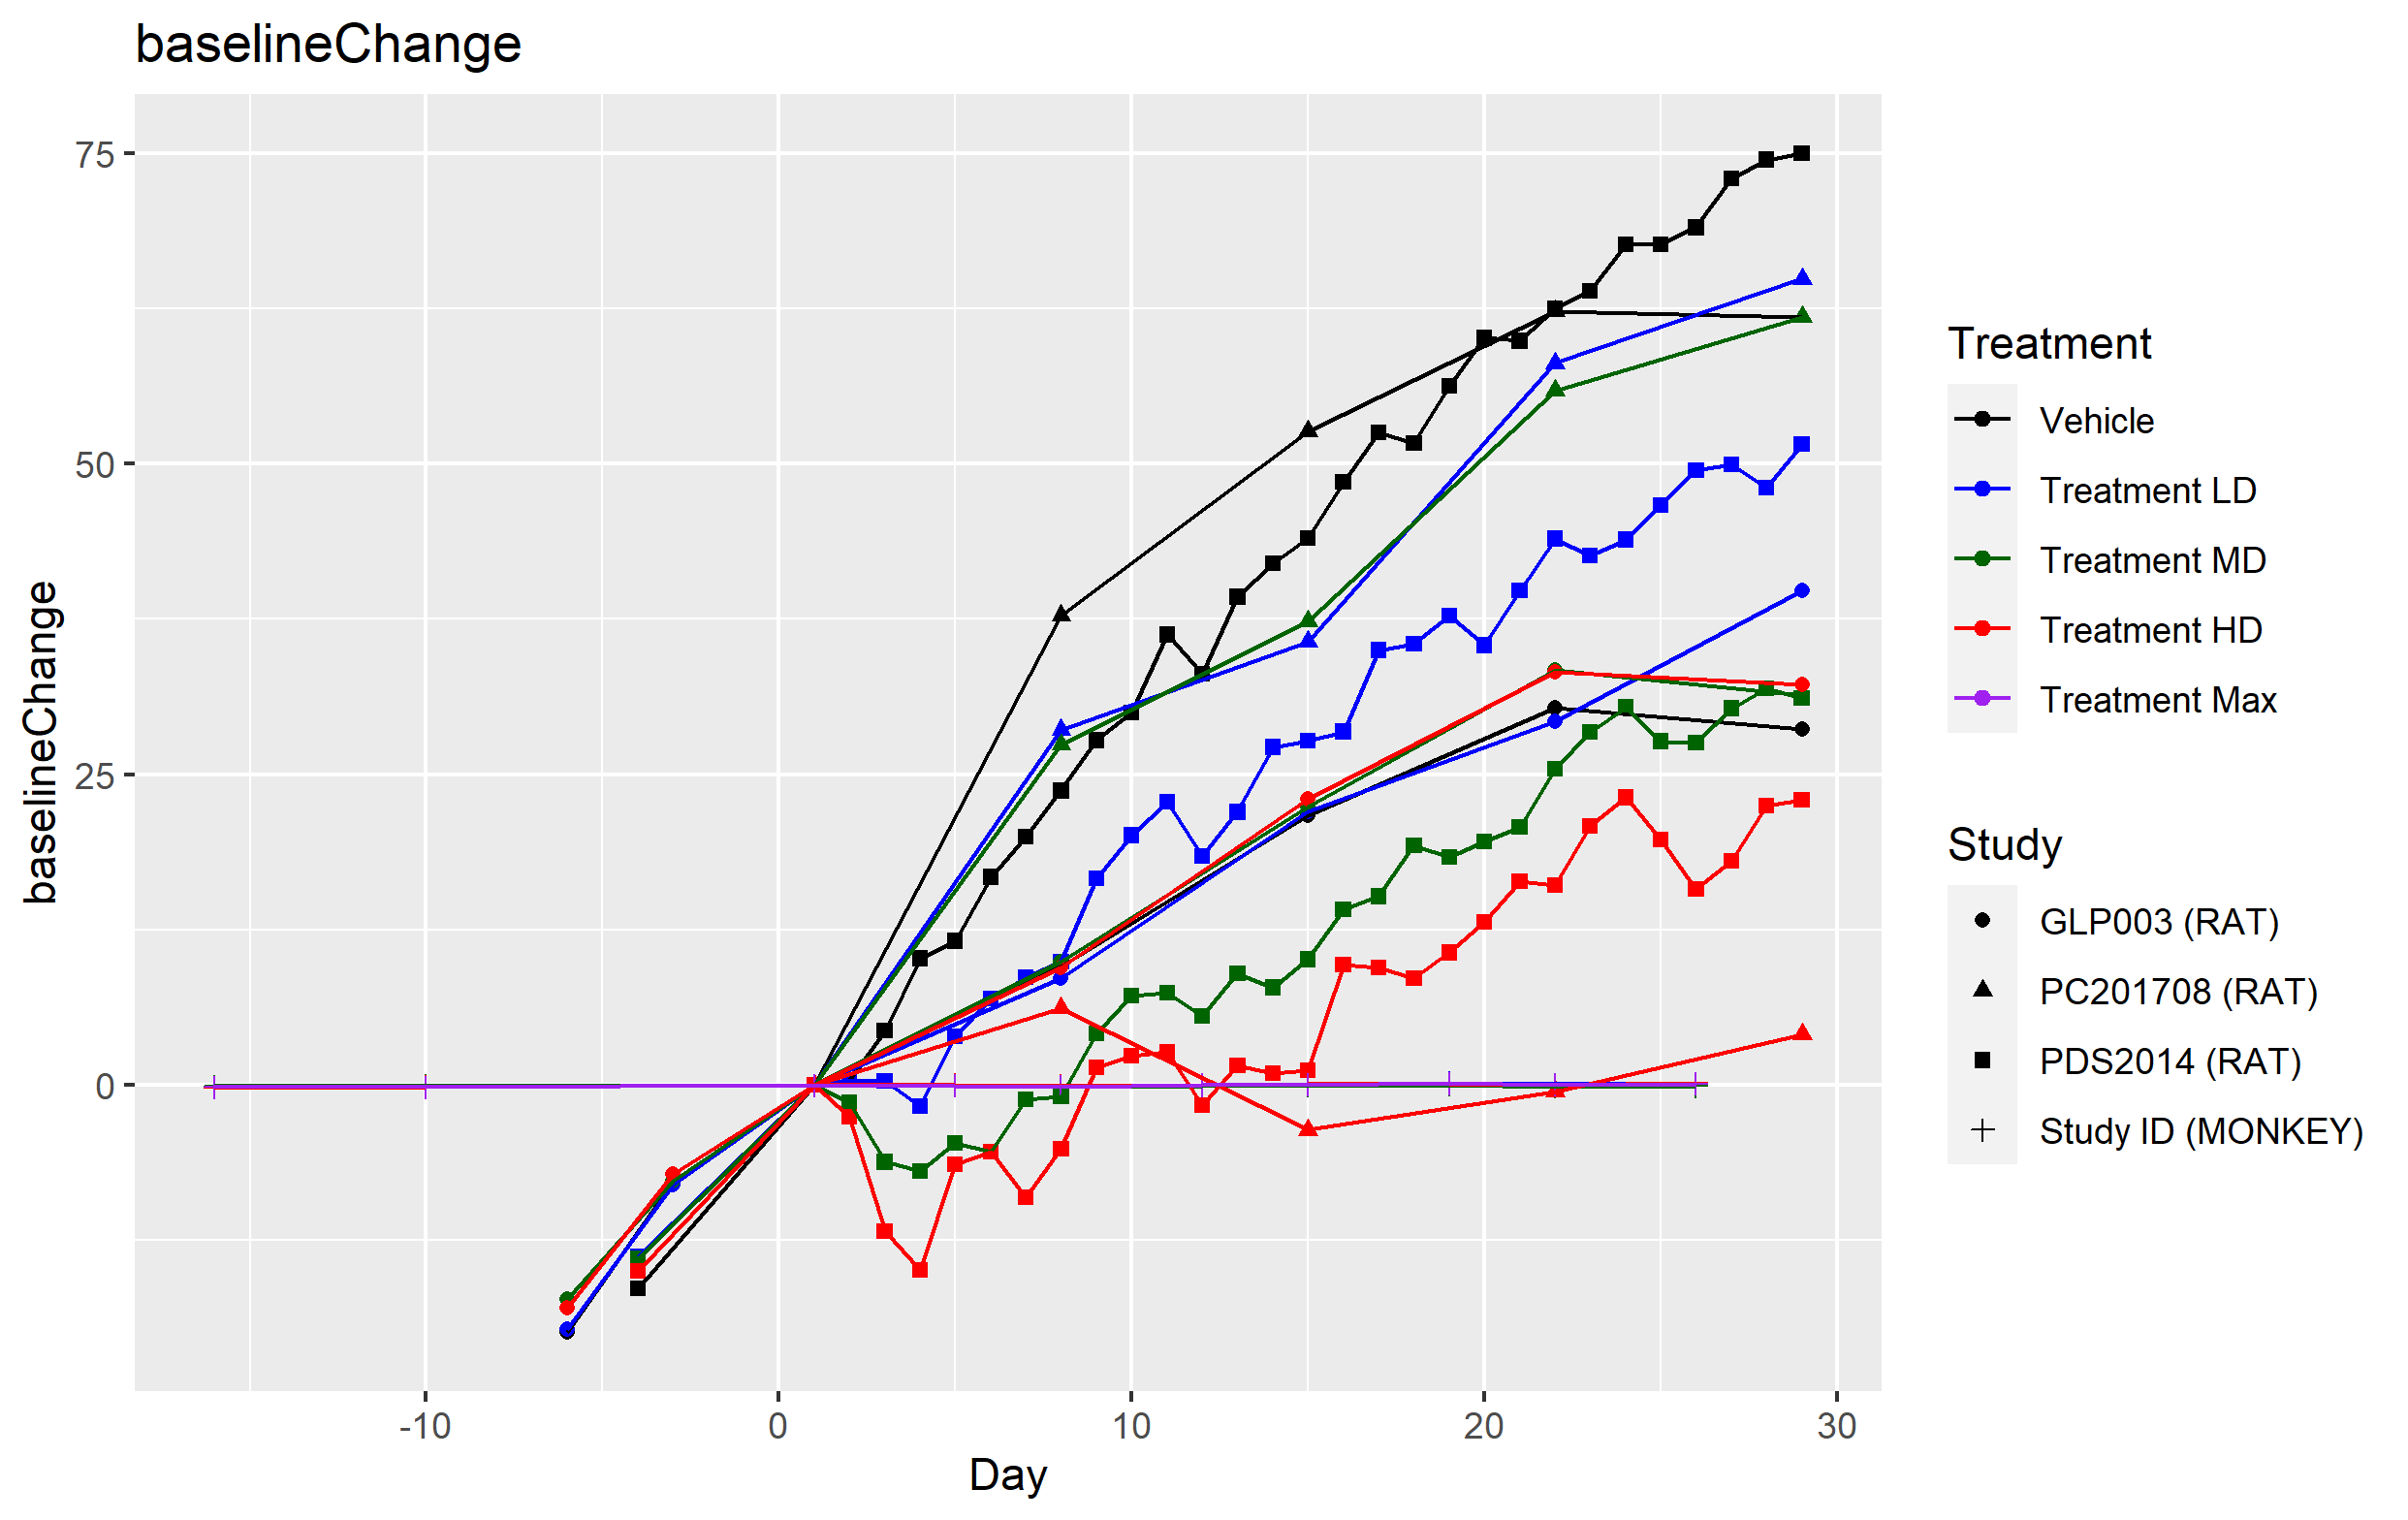 baselineChange
75
50
25
0
baselineChange
-10 0 10 20 30
Day
Treatment
Vehicle
Treatment LD
Treatment MD
Treatment HD
Treatment Max
Study
GLP003 (RAT)
PC201708 (RAT)
PDS2014 (RAT)
Study ID (MONKEY)